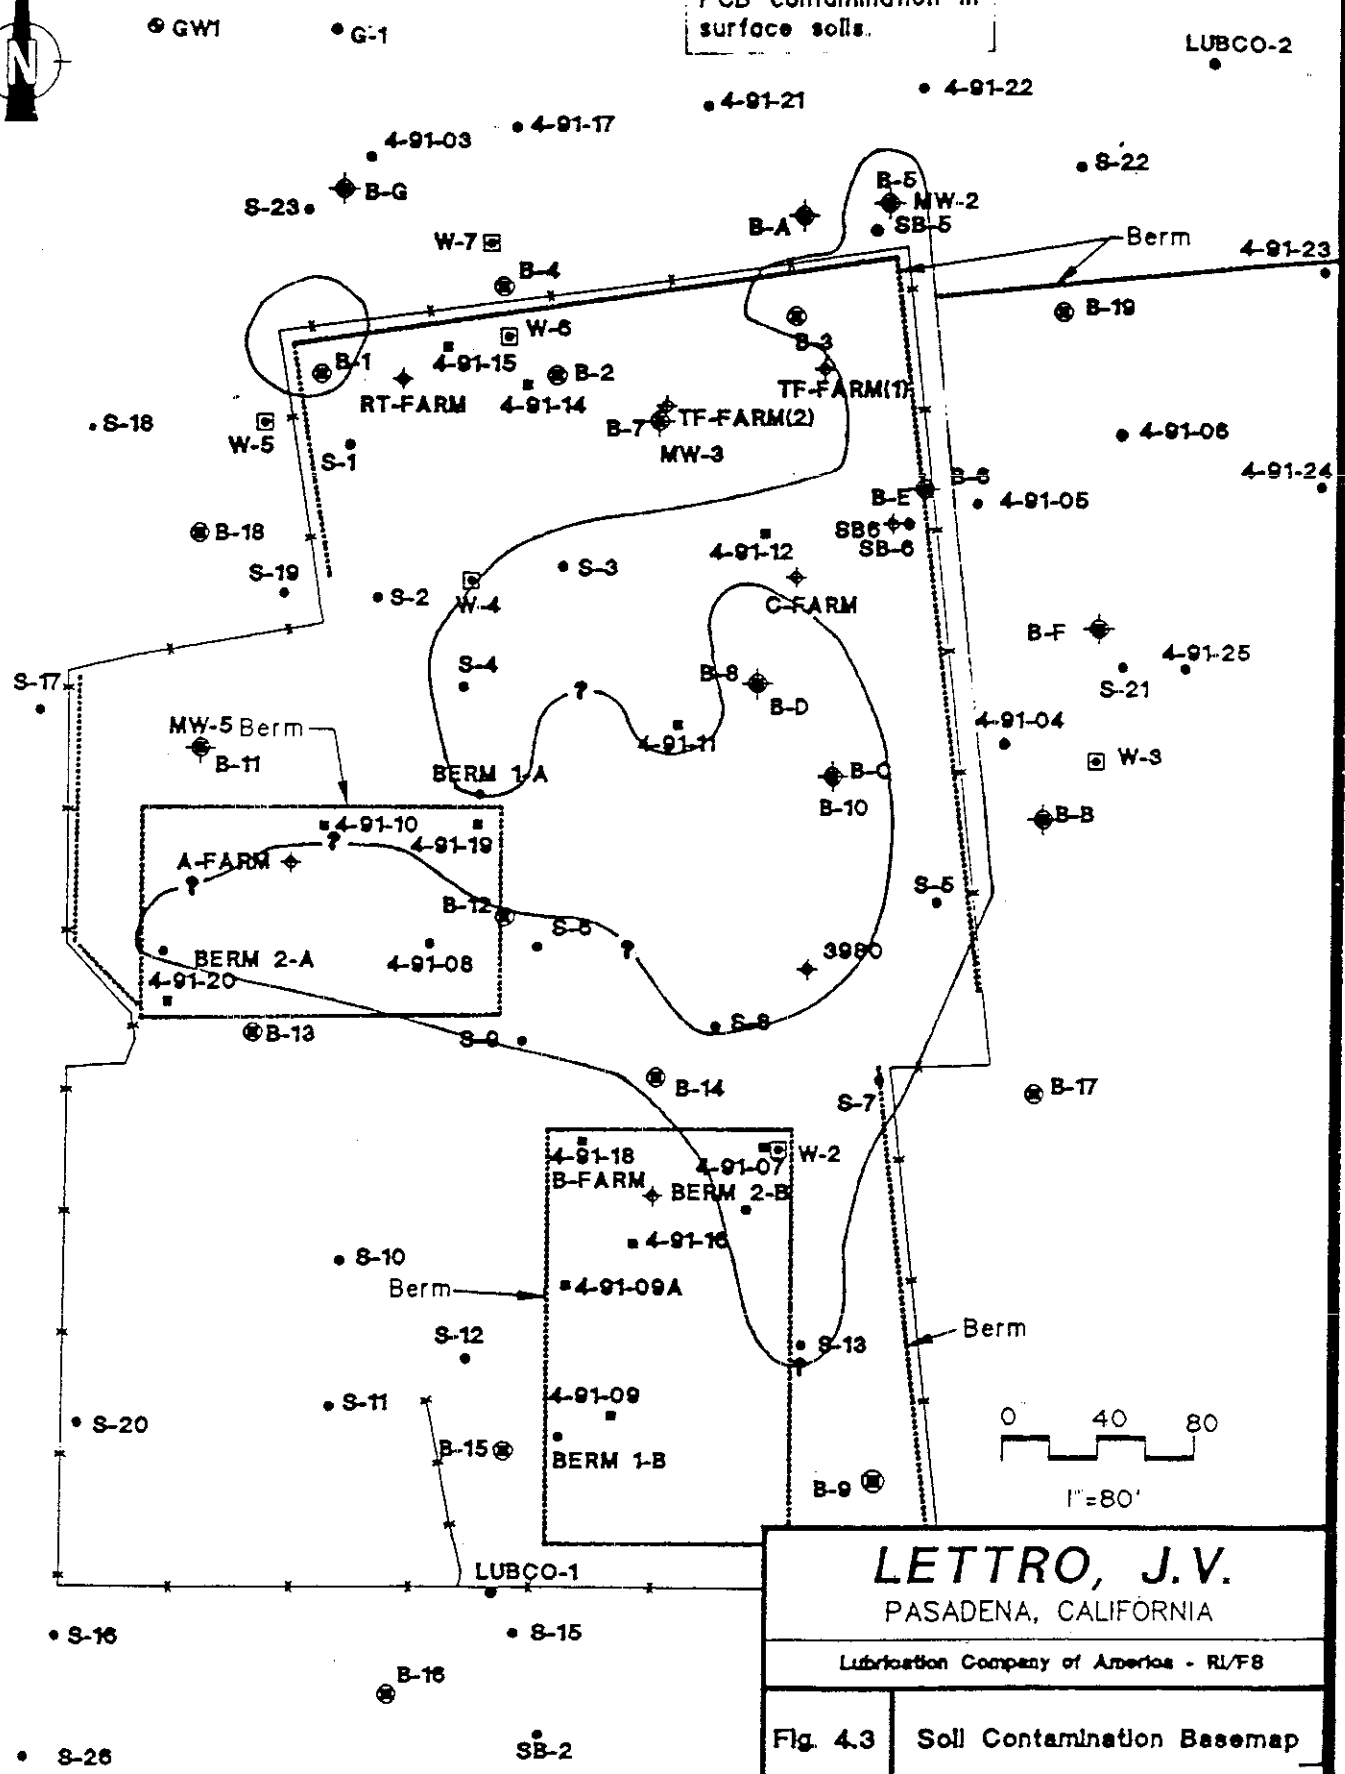 PCB contamination in
surface soils.
GW1
G-1
LUBCO-2
N
4-91-22
4-91-21
4-91-17
4-91-03
S-22
B-G
B-5
MW-2
S-23
B-A
SB-5
W-7
Berm
4-91-23
B-4
B-19
W-6
B-3
4-91-15
B-1
B-2
TF-FARM(1)
RT-FARM
4-91-14
TF-FARM(2)
S-18
W-5
B-7
4-91-06
MW-3
S-1
4-91-24
B-6
B-E
4-91-05
B-18
SB6
SB-6
4-91-12
S-19
S-3
S-2
W-4
C-FARM
B-F
4-91-25
S-4
B-8
S-17
S-21
?
B-D
MW-5
Berm
4-91-04
4-91-11
B-11
W-3
BERM 1-A
B-C
B-10
B-B
4-91-10
4-91-19
?
A-FARM
?
S-5
B-12
S-6
?
3980
BERM 2-A
4-91-08
4-91-20
S-8
B-13
S-9
B-14
B-17
S-7
4-91-18
4-91-07
W-2
B-FARM
BERM 2-B
4-91-16
S-10
Berm
4-91-09A
S-12
S-13
Berm
?
4-91-09
S-11
S-20
B-15
BERM 1-B
0 40 80
B-9
1"=80'
LETTRO, J.V.
PASADENA, CALIFORNIA
LUBCO-1
Lubrication Company of America - RI/FS
S-16
S-15
B-16
Fig. 4.3
Soil Contamination Basemap
SB-2
S-26